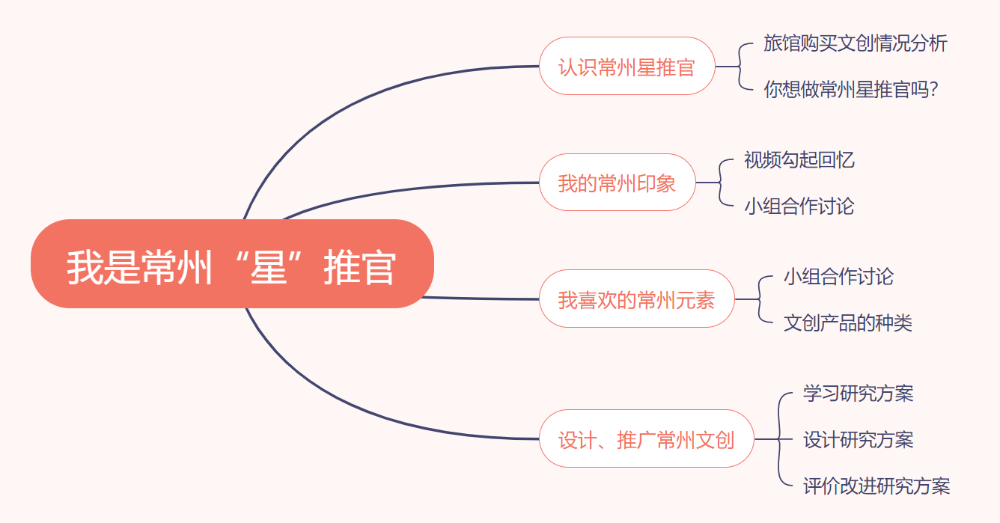 认识常州星推官
旅馆购买文创情况分析
你想做常州星推官吗？
我的常州印象
视频勾起回忆
小组合作讨论
我是常州“星”推官
我喜欢的常州元素
小组合作讨论
文创产品的种类
设计、推广常州文创
学习研究方案
设计研究方案
评价改进研究方案